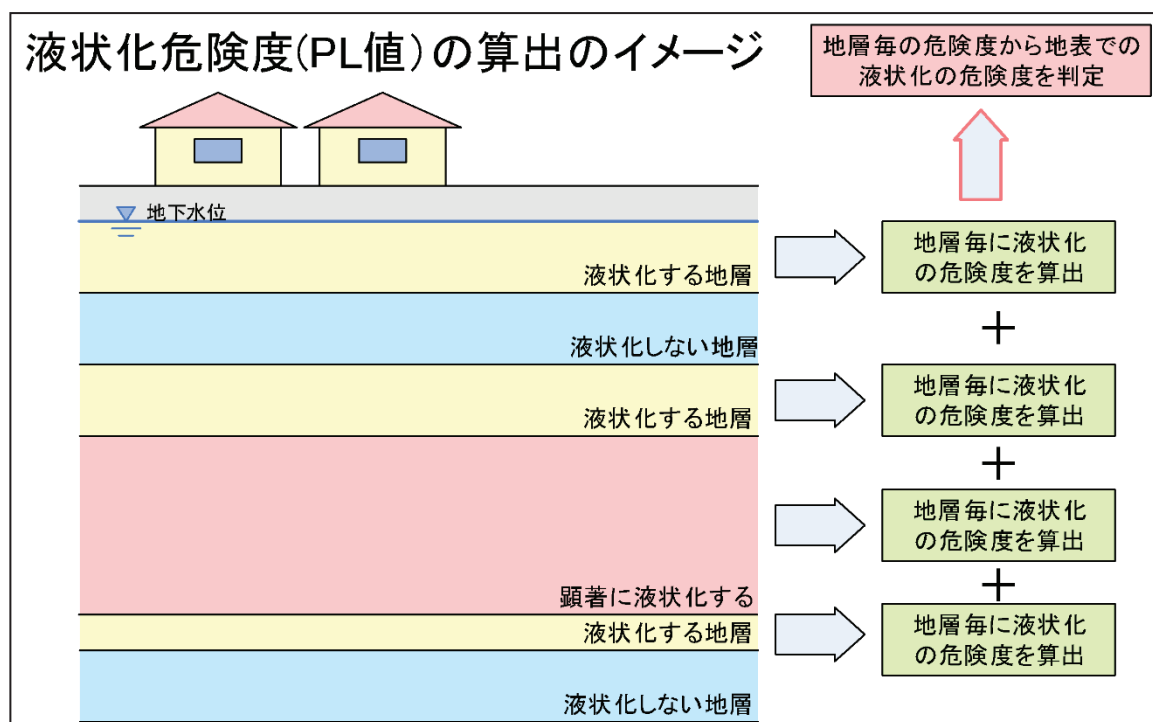 液状化危険度(PL値)の算出のイメージ
地層毎の危険度から地表での
液状化の危険度を判定
地下水位
液状化する地層
地層毎に液状化
の危険度を算出
+
液状化しない地層
液状化する地層
地層毎に液状化
の危険度を算出
+
顕著に液状化する
地層毎に液状化
の危険度を算出
+
液状化する地層
地層毎に液状化
の危険度を算出
液状化しない地層